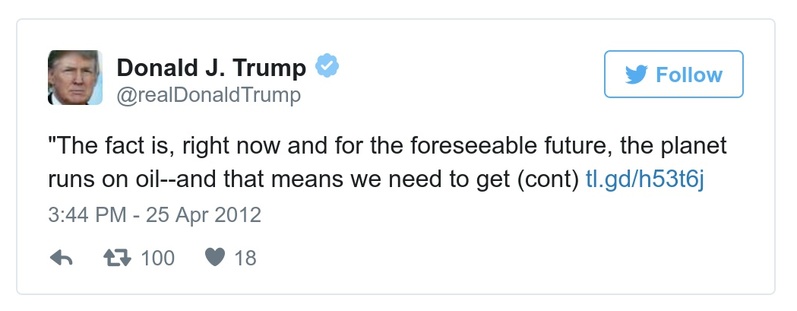 Donald J. Trump
@realDonaldTrump
Follow
"The fact is, right now and for the foreseeable future, the planet
runs on oil--and that means we need to get (cont) tl.gd/h53t6j
3:44 PM - 25 Apr 2012
100 18